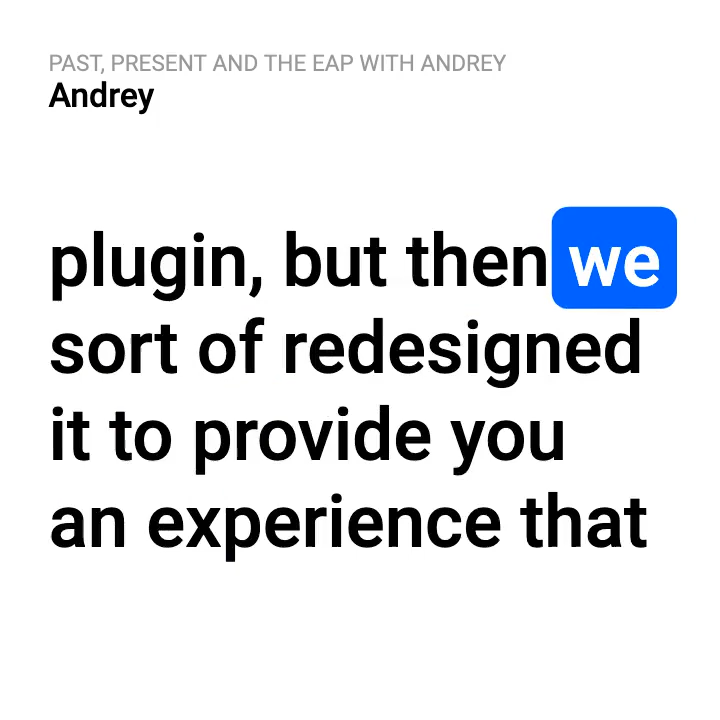 PAST, PRESENT AND THE EAP WITH ANDREY
Andrey
plugin, but then we
sort of redesigned
it to provide you
an experience that